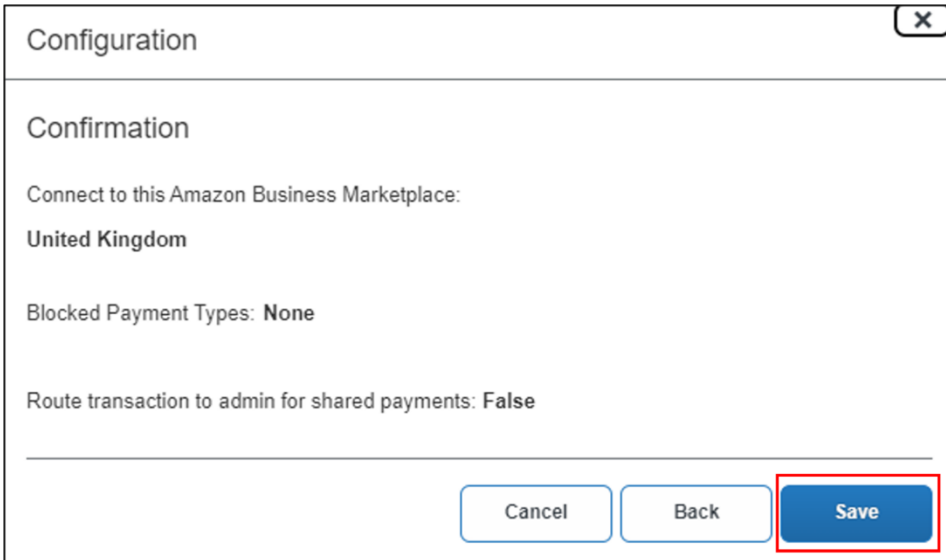 Configuration
Confirmation
Connect to this Amazon Business Marketplace:
United Kingdom
Blocked Payment Types: None
Route transaction to admin for shared payments: False
Cancel Back Save